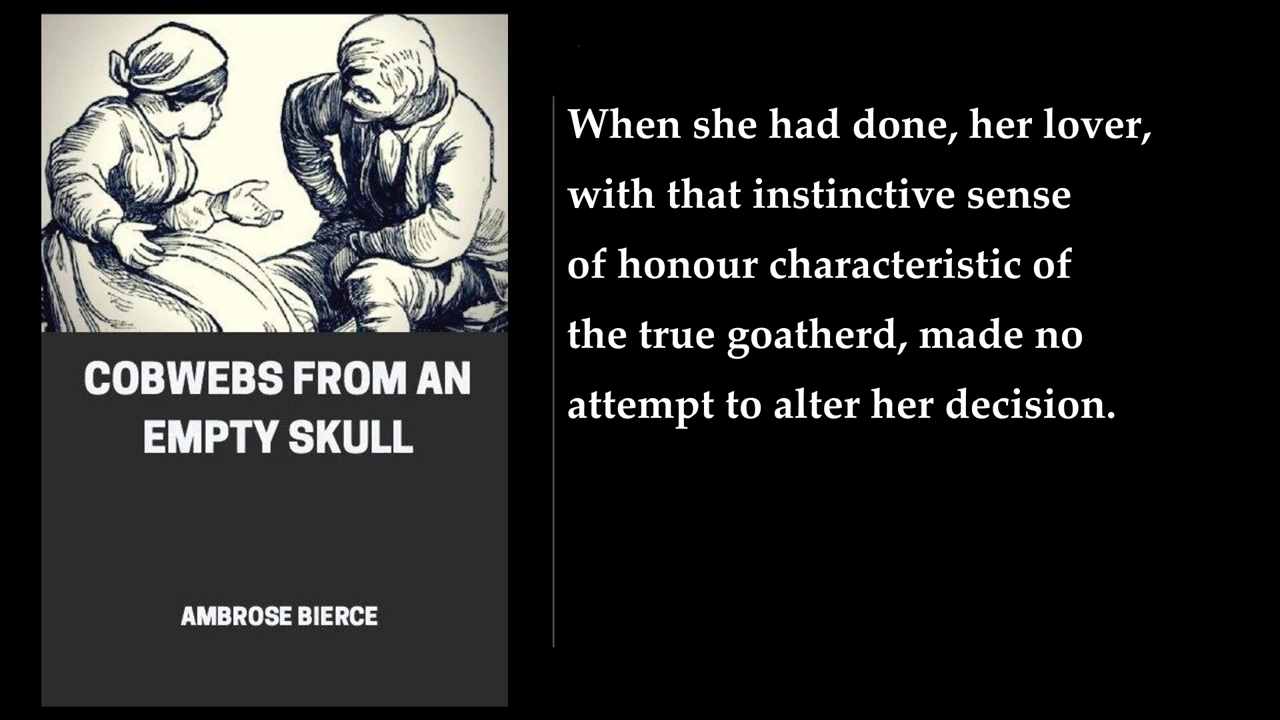 COBWEBS FROM AN
EMPTY SKULL
AMBROSE BIERCE
When she had done, her lover,
with that instinctive sense
of honour characteristic of
the true goatherd, made no
attempt to alter her decision.